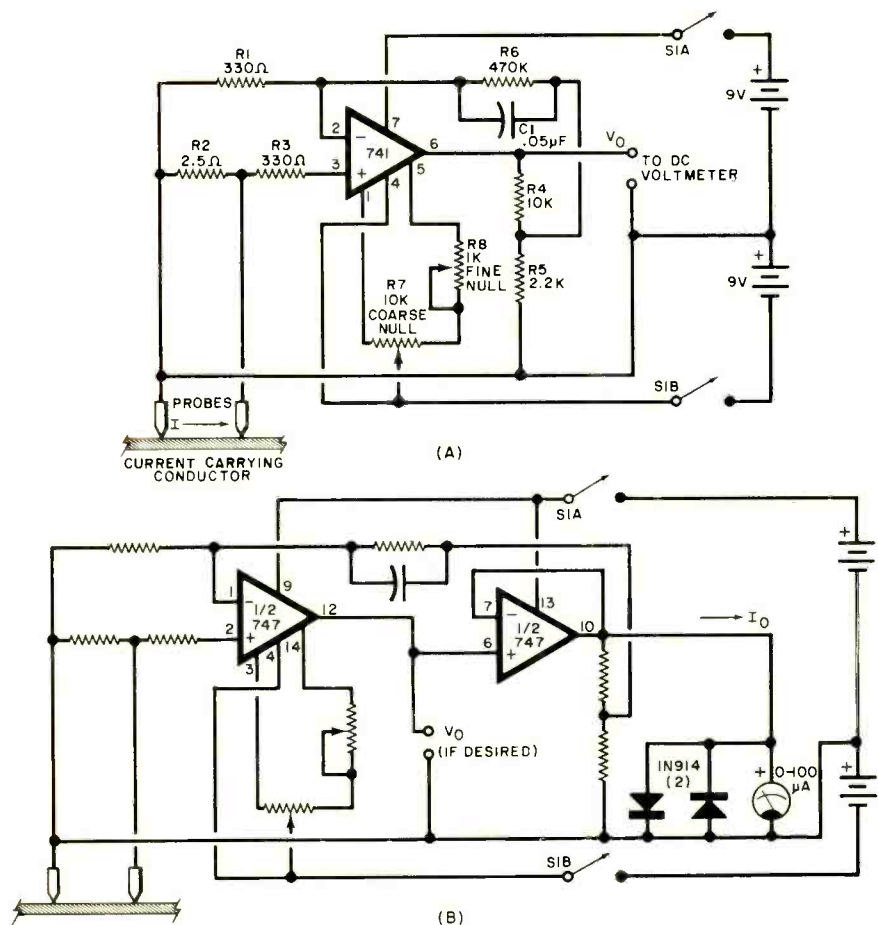 S1A
R1
330Ω
R6
470K
+
9V
C1
.05µF
2
−
7
741
6
V₀
TO DC
VOLTMETER
R2
2.5Ω
R3
330Ω
3
+
1
4
5
R4
10K
R8
1K
FINE
NULL
R5
2.2K
R7
10K
COARSE
NULL
+
9V
S1B
PROBES
I
CURRENT CARRYING
CONDUCTOR
(A)
S1A
+
1
−
9
1/2
747
12
2
+
3
4
14
7
−
13
1/2
747
10
6
+
I₀
V₀
(IF DESIRED)
1N914
(2)
+
0-100
µA
+
S1B
(B)